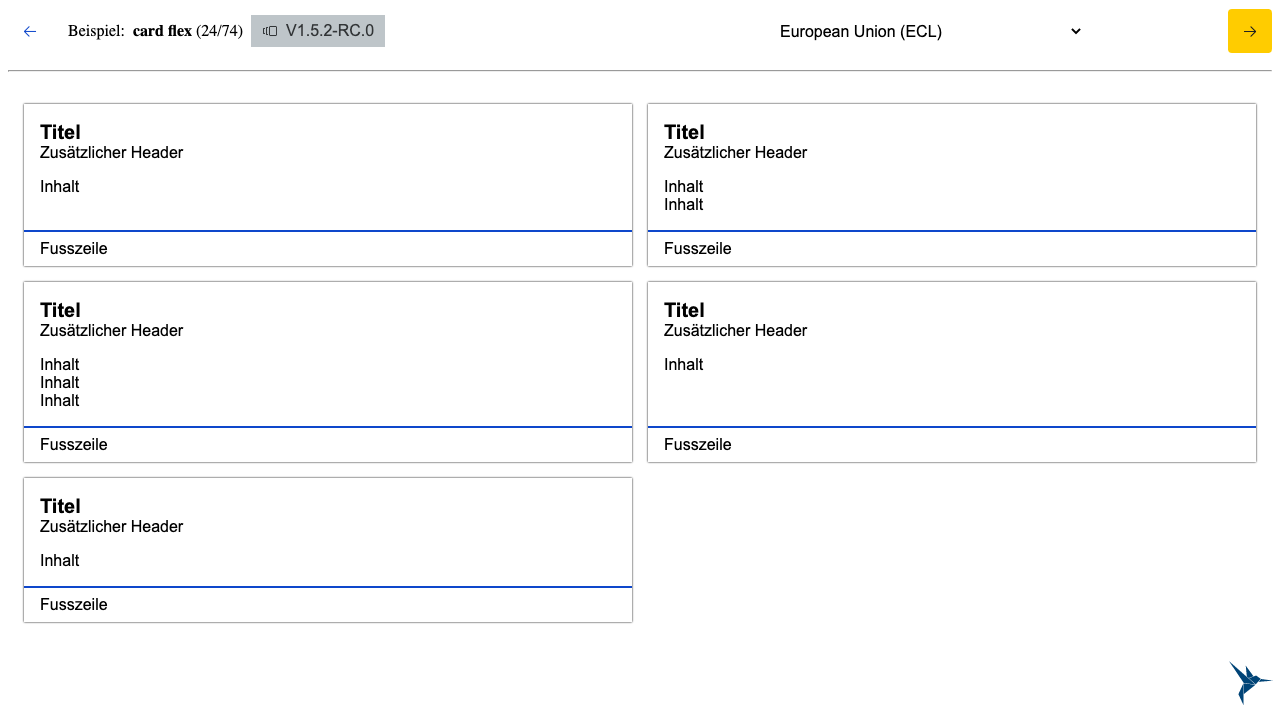 Beispiel: card flex (24/74) V1.5.2-RC.0 European Union (ECL)
Titel
Zusätzlicher Header
Inhalt
Fusszeile
Titel
Zusätzlicher Header
Inhalt
Inhalt
Fusszeile
Titel
Zusätzlicher Header
Inhalt
Inhalt
Inhalt
Fusszeile
Titel
Zusätzlicher Header
Inhalt
Fusszeile
Titel
Zusätzlicher Header
Inhalt
Fusszeile